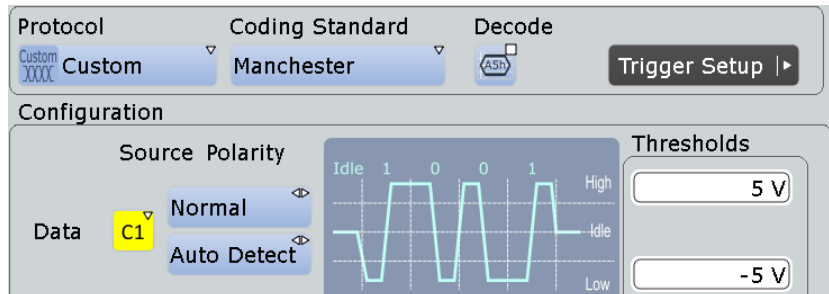 Protocol Coding Standard Decode
Custom XXXX Custom Manchester A5h Trigger Setup
Configuration
Source Polarity Thresholds
Idle 1 0 0 1
High
Normal 5 V
Data C1 Idle
Auto Detect
Low -5 V